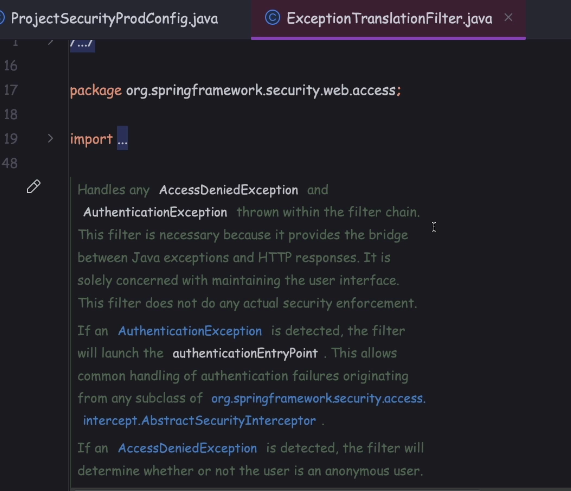 ProjectSecurityProdConfig.java
ExceptionTranslationFilter.java
1 /.../
16
17 package org.springframework.security.web.access;
18
19 import ...
48
Handles any AccessDeniedException and
AuthenticationException thrown within the filter chain.
This filter is necessary because it provides the bridge
between Java exceptions and HTTP responses. It is
solely concerned with maintaining the user interface.
This filter does not do any actual security enforcement.
If an AuthenticationException is detected, the filter
will launch the authenticationEntryPoint . This allows
common handling of authentication failures originating
from any subclass of org.springframework.security.access.
intercept.AbstractSecurityInterceptor .
If an AccessDeniedException is detected, the filter will
determine whether or not the user is an anonymous user.